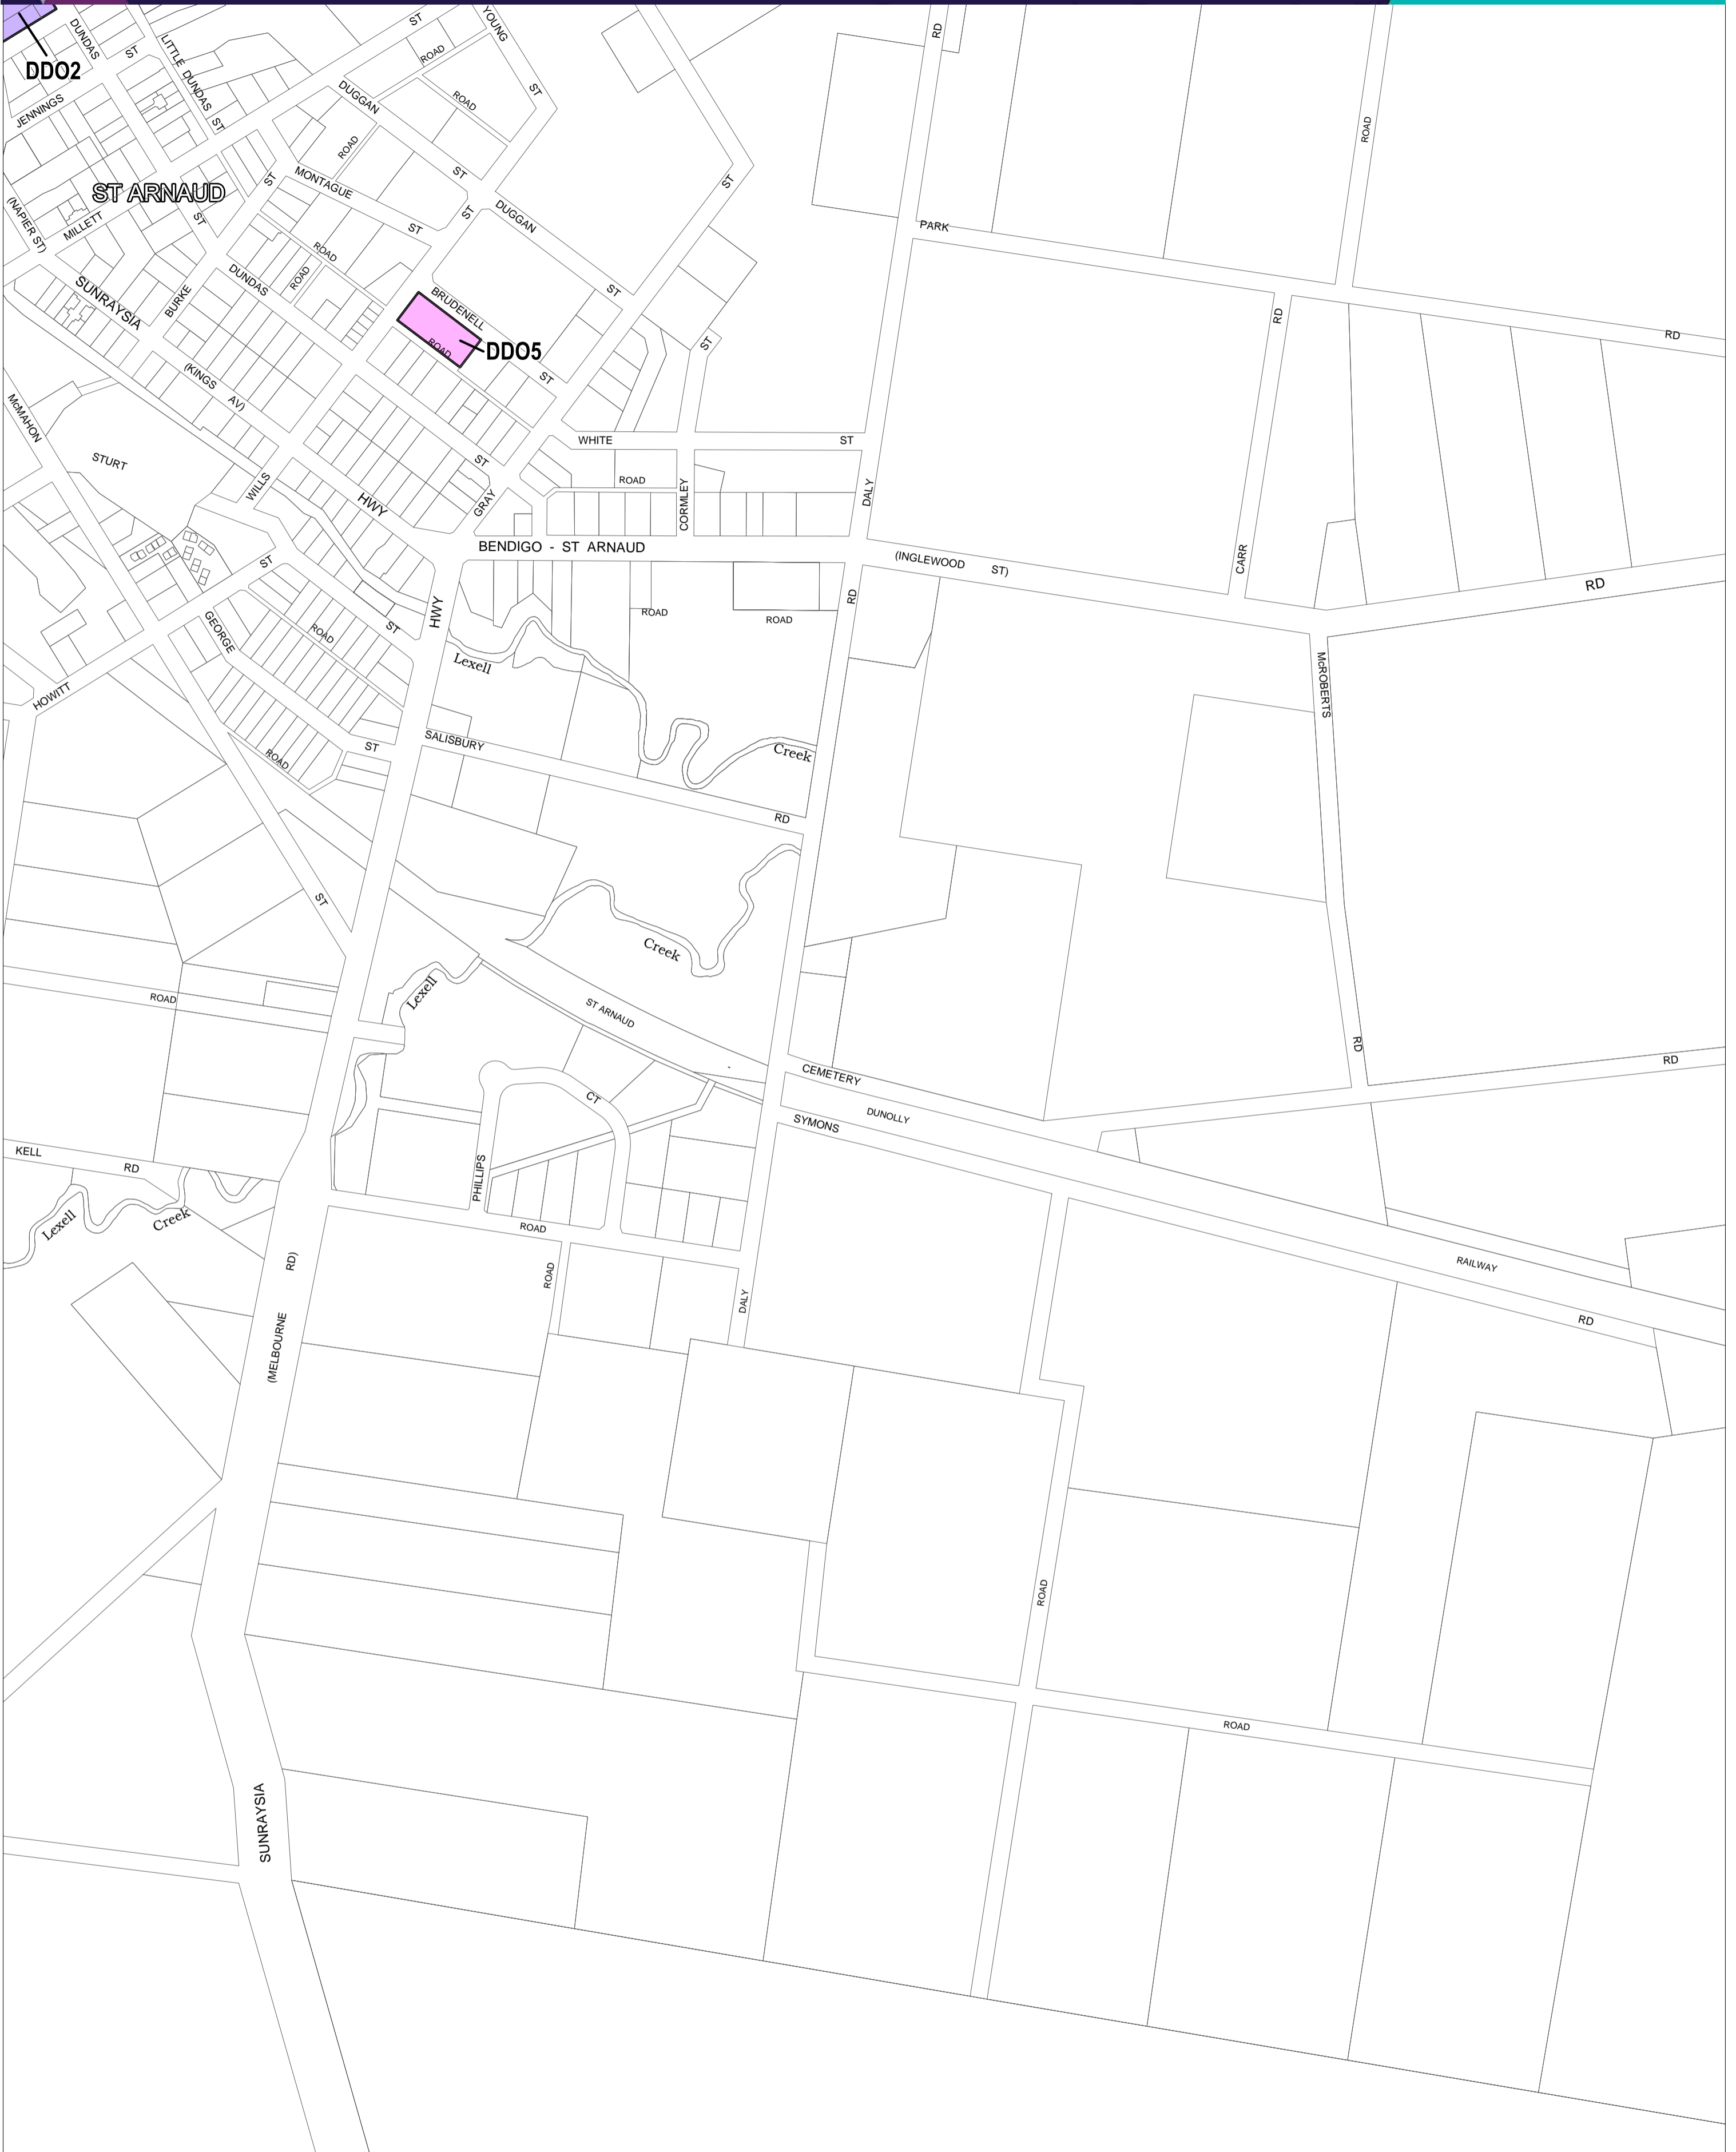 ST
YOUNG
DUNDAS
RD
ST
LITTLE DUNDAS ST
ROAD
DDO2
ST
DUGGAN
ROAD
JENNINGS
ROAD
ROAD
ST
MONTAGUE
ST
ST
ST ARNAUD
(NAPIER ST)
MILLETT
ST
ST
DUGGAN
ST
PARK
ROAD
DUNDAS
ROAD
SUNRAYSIA
BURKE
BRUDENELL
ST
RD
RD
ROAD
DDO5
ST
(KINGS AV)
ST
McMAHON
WHITE
ST
STURT
ST
ROAD
WILLS
HWY
GRAY
CORMLEY
DALY
BENDIGO - ST ARNAUD
(INGLEWOOD ST)
CARR
ST
RD
HWY
RD
ROAD
ROAD
GEORGE
ROAD
ST
Lexell
McROBERTS
HOWITT
ST
SALISBURY
Creek
ROAD
RD
ST
Creek
Lexell
ROAD
ST ARNAUD
RD
RD
CEMETERY
CT
DUNOLLY
SYMONS
KELL
RD
PHILLIPS
Lexell
Creek
ROAD
RD)
ROAD
RAILWAY
DALY
RD
(MELBOURNE
ROAD
ROAD
SUNRAYSIA